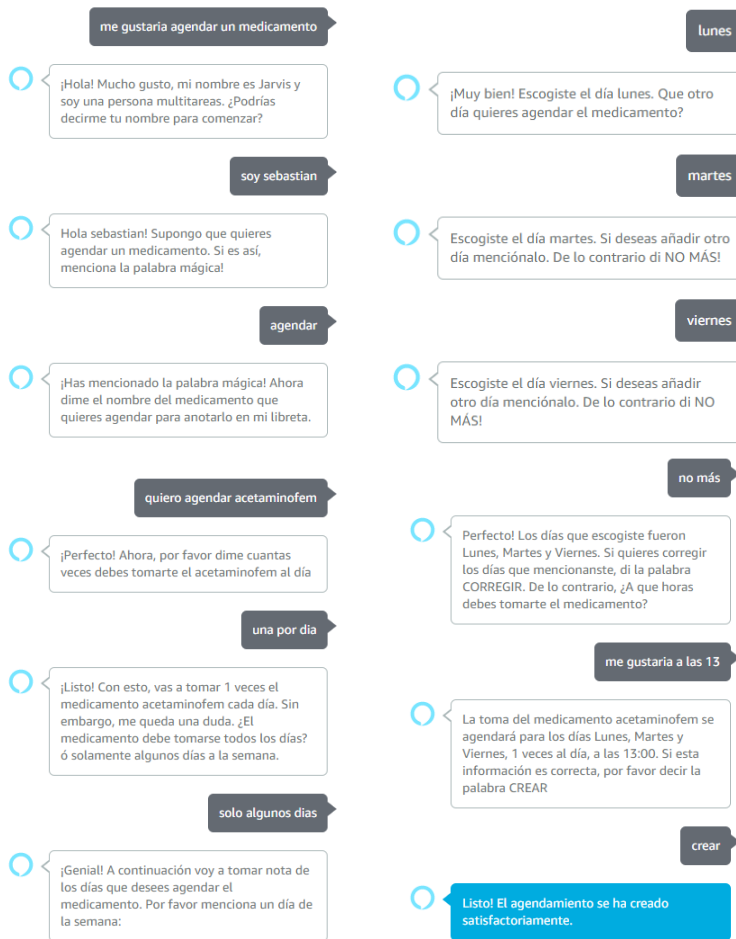 me gustaria agendar un medicamento
¡Hola! Mucho gusto, mi nombre es Jarvis y
soy una persona multitareas. ¿Podrías
decirme tu nombre para comenzar?
soy sebastian
Hola sebastian! Supongo que quieres
agendar un medicamento. Si es así,
menciona la palabra mágica!
agendar
¡Has mencionado la palabra mágica! Ahora
dime el nombre del medicamento que
quieres agendar para anotarlo en mi libreta.
quiero agendar acetaminofem
¡Perfecto! Ahora, por favor dime cuantas
veces debes tomarte el acetaminofem al día
una por dia
¡Listo! Con esto, vas a tomar 1 veces el
medicamento acetaminofem cada día. Sin
embargo, me queda una duda. ¿El
medicamento debe tomarse todos los días?
ó solamente algunos días a la semana.
solo algunos dias
¡Genial! A continuación voy a tomar nota de
los días que desees agendar el
medicamento. Por favor menciona un día de
la semana:
lunes
¡Muy bien! Escogiste el día lunes. Que otro
día quieres agendar el medicamento?
martes
Escogiste el día martes. Si deseas añadir otro
día menciónalo. De lo contrario di NO MÁS!
viernes
Escogiste el día viernes. Si deseas añadir
otro día menciónalo. De lo contrario di NO
MÁS!
no más
Perfecto! Los días que escogiste fueron
Lunes, Martes y Viernes. Si quieres corregir
los días que mencionanste, di la palabra
CORREGIR. De lo contrario, ¿A que horas
debes tomarte el medicamento?
me gustaria a las 13
La toma del medicamento acetaminofem se
agendará para los días Lunes, Martes y
Viernes, 1 veces al día, a las 13:00. Si esta
información es correcta, por favor decir la
palabra CREAR
crear
Listo! El agendamiento se ha creado
satisfactoriamente.